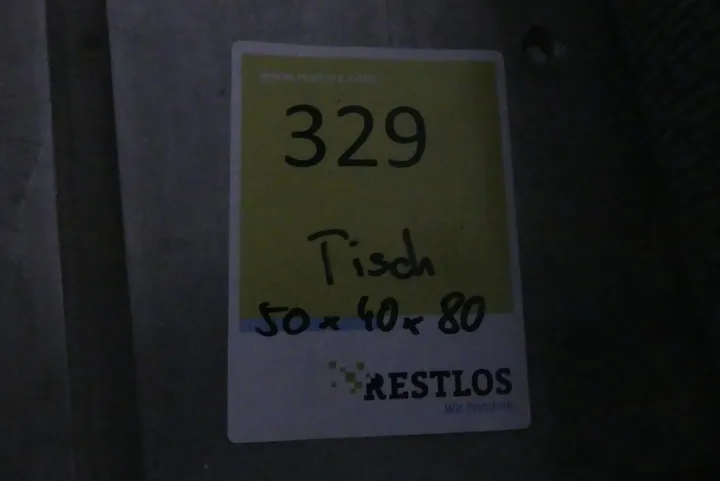 329
Tisch
50 x 40 x 80
RESTLOS